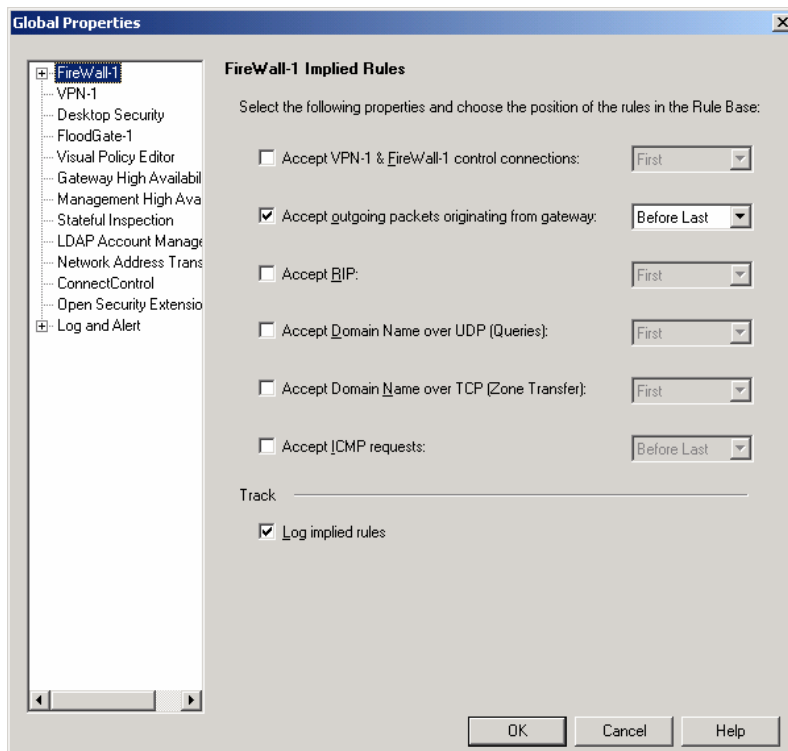 Global Properties
FireWall-1
VPN-1
Desktop Security
FloodGate-1
Visual Policy Editor
Gateway High Availabil
Management High Ava
Stateful Inspection
LDAP Account Manage
Network Address Trans
ConnectControl
Open Security Extensio
Log and Alert
FireWall-1 Implied Rules
Select the following properties and choose the position of the rules in the Rule Base:
Accept VPN-1 & FireWall-1 control connections: First
Accept outgoing packets originating from gateway: Before Last
Accept RIP: First
Accept Domain Name over UDP (Queries): First
Accept Domain Name over TCP (Zone Transfer): First
Accept ICMP requests: Before Last
Track
Log implied rules
OK Cancel Help